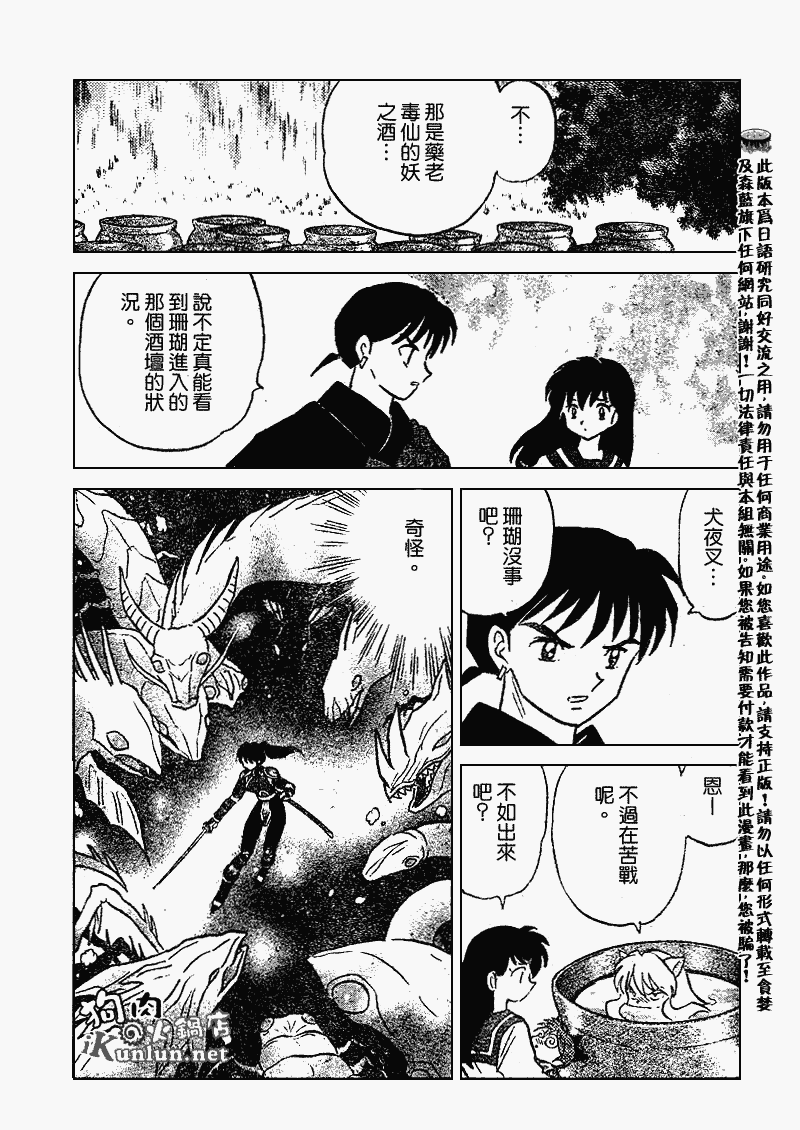 不…
那是藥老
毒仙的妖
之酒…
說不定真能看
到珊瑚進入的
那個酒壇的狀
況。
犬夜叉…
珊瑚沒事
吧？
恩—
不過在苦戰
呢。
不如出來
吧？
奇怪。
此版本爲日語研究同好交流之用，請勿用于任何商業用途。如您喜歡此作品，請支持正版！請勿以任何形式轉載至貪婪
及森藍旗下任何網站，謝謝！一切法律責任與本組無關。如果您被告知需要付款才能看到此漫畫，那麽，您被騙了！
狗肉
火鍋店
iKunlun.net